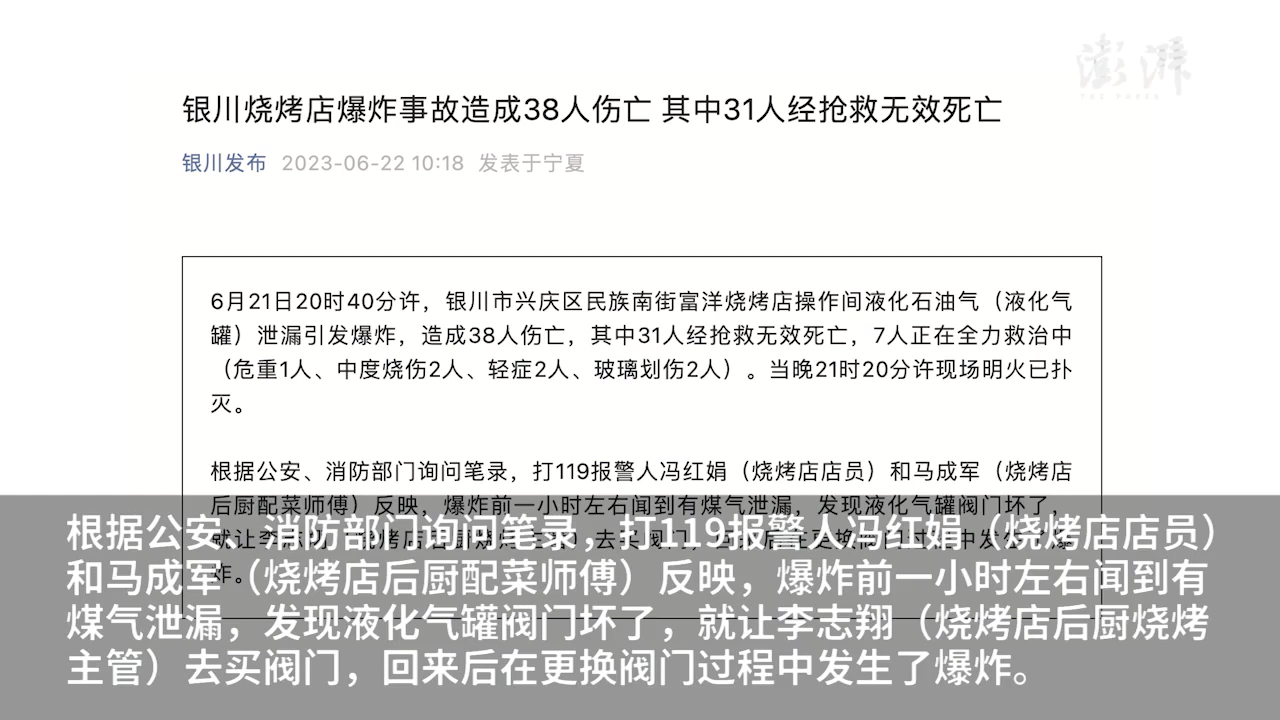 澎湃
THE PAPER
银川烧烤店爆炸事故造成38人伤亡 其中31人经抢救无效死亡
银川发布 2023-06-22 10:18 发表于宁夏
6月21日20时40分许，银川市兴庆区民族南街富洋烧烤店操作间液化石油气（液化气
罐）泄漏引发爆炸，造成38人伤亡，其中31人经抢救无效死亡，7人正在全力救治中
（危重1人、中度烧伤2人、轻症2人、玻璃划伤2人）。当晚21时20分许现场明火已扑
灭。
根据公安、消防部门询问笔录，打119报警人冯红娟（烧烤店店员）和马成军（烧烤店
后厨配菜师傅）反映，爆炸前一小时左右闻到有煤气泄漏，发现液化气罐阀门坏了，
炸。
根据公安、消防部门询问笔录，打119报警人冯红娟（烧烤店店员）
和马成军（烧烤店后厨配菜师傅）反映，爆炸前一小时左右闻到有
煤气泄漏，发现液化气罐阀门坏了，就让李志翔（烧烤店后厨烧烤
主管）去买阀门，回来后在更换阀门过程中发生了爆炸。